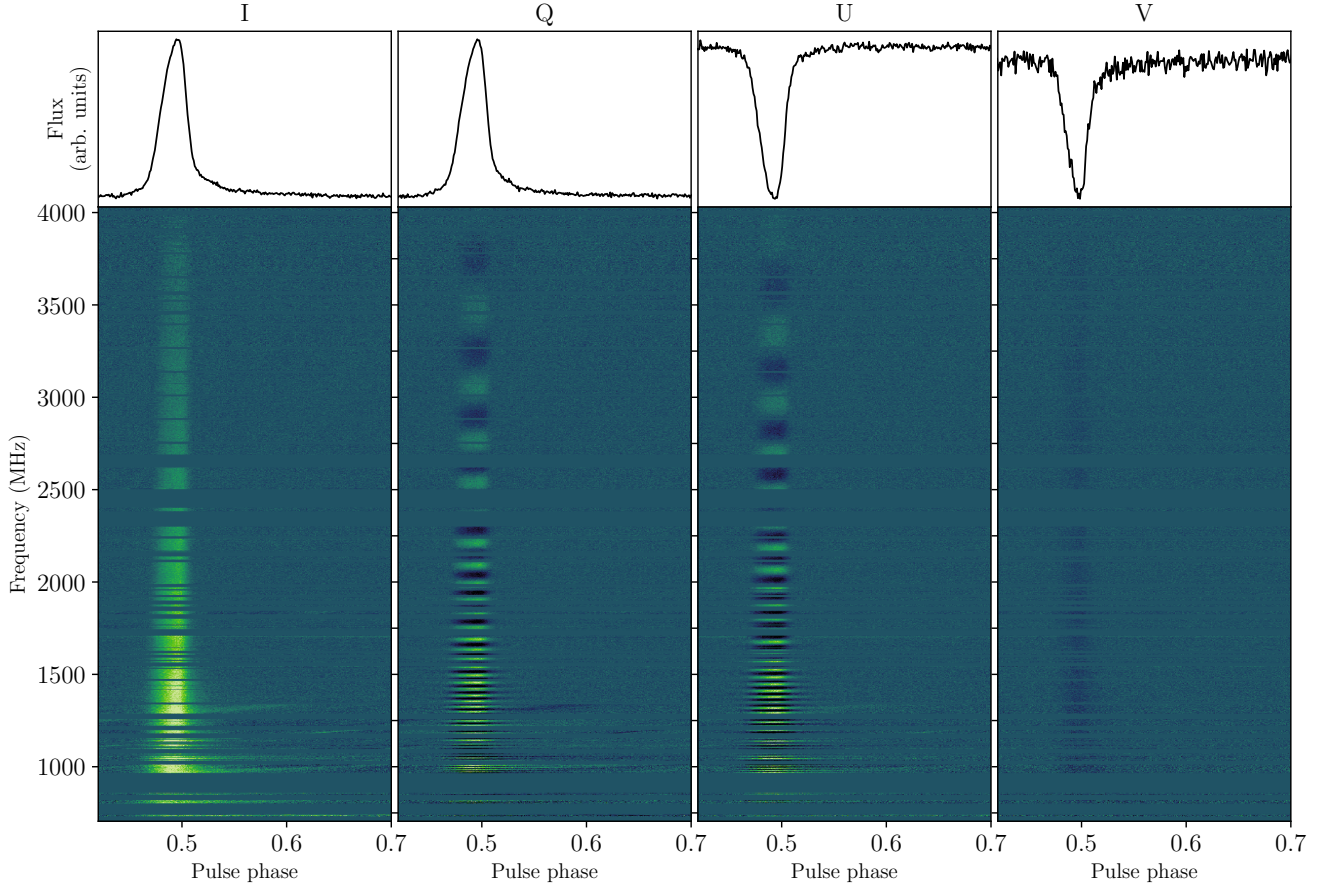 I Q U V
Flux
(arb. units)
4000
3500
3000
2500
2000
1500
1000
Frequency (MHz)
0.5 0.6 0.7 0.5 0.6 0.7 0.5 0.6 0.7 0.5 0.6 0.7
Pulse phase Pulse phase Pulse phase Pulse phase